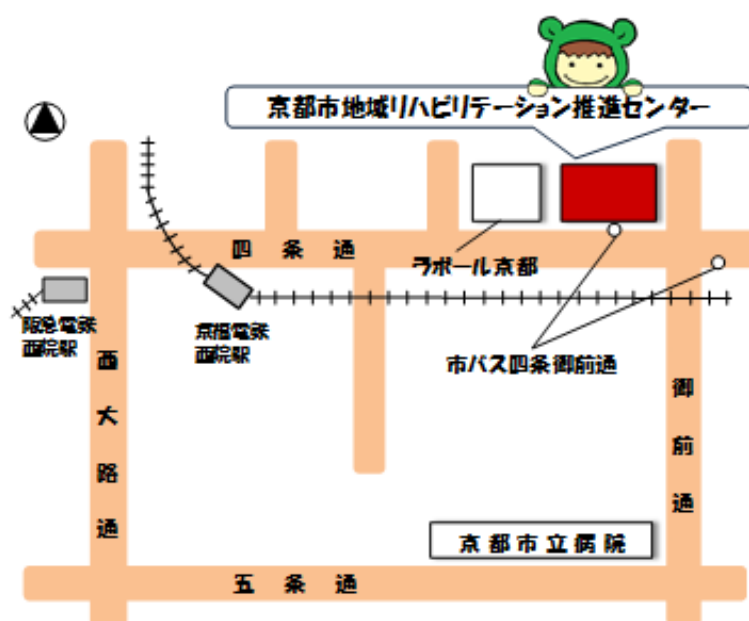 京都市地域リハビリテーション推進センター
四条通
ラポール京都
阪急電鉄
西院駅
京福電鉄
西院駅
市バス四条御前通
西大路通
御前通
京都市立病院
五条通